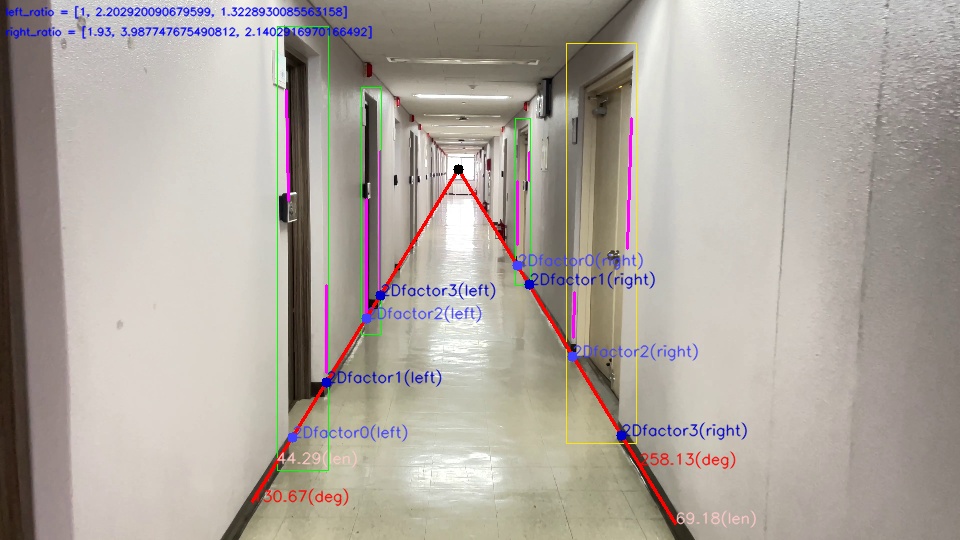 left_ratio = [1, 2.202920090679599, 1.3228930085563158]
right_ratio = [1.93, 3.987747675490812, 2.1402916970166492]
2Dfactor0(right)
2Dfactor1(right)
2Dfactor3(left)
2Dfactor2(left)
2Dfactor2(right)
2Dfactor1(left)
2Dfactor0(left)
2Dfactor3(right)
44.29(len)
258.13(deg)
30.67(deg)
69.18(len)